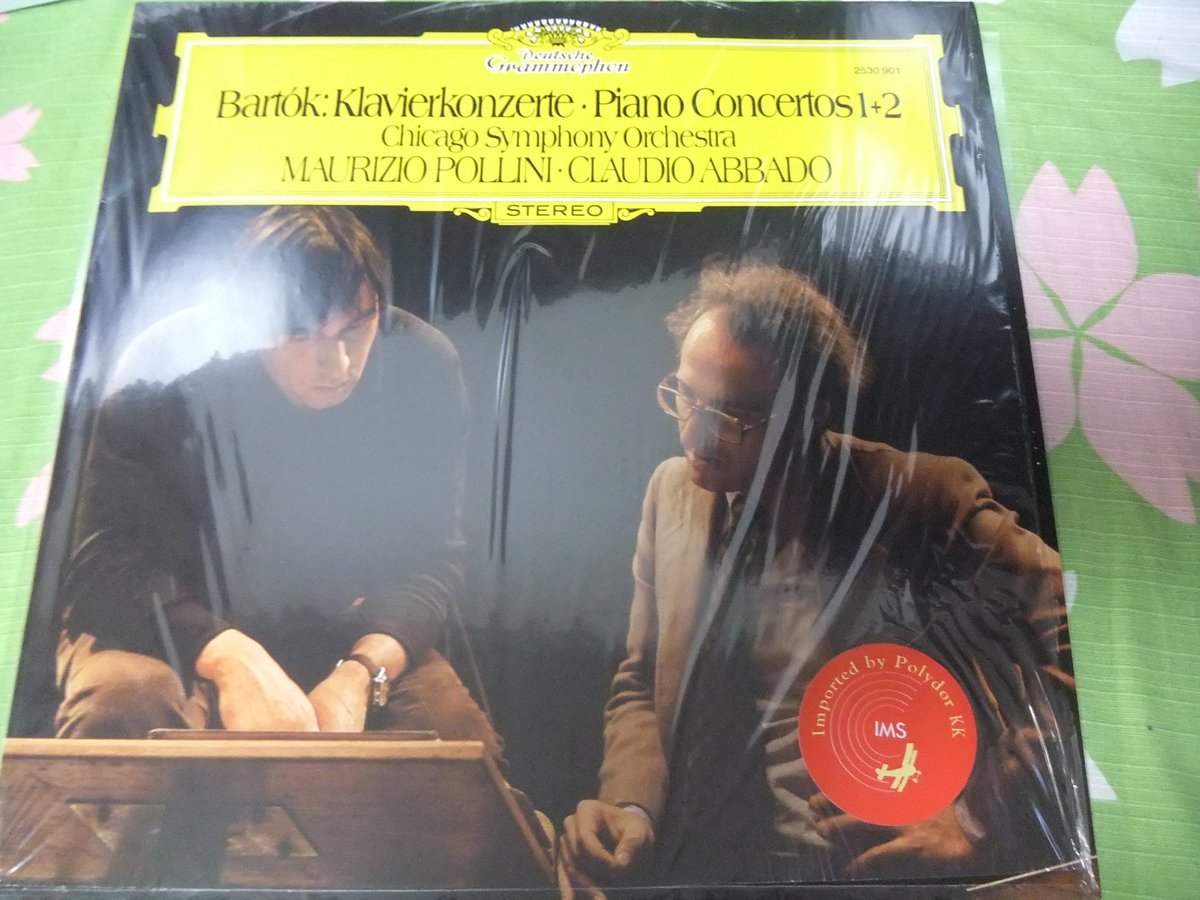 Deutsche
Grammophon
2530 901
Bartók: Klavierkonzerte · Piano Concertos 1+2
Chicago Symphony Orchestra
MAURIZIO POLLINI · CLAUDIO ABBADO
STEREO
Imported by Polydor KK
IMS